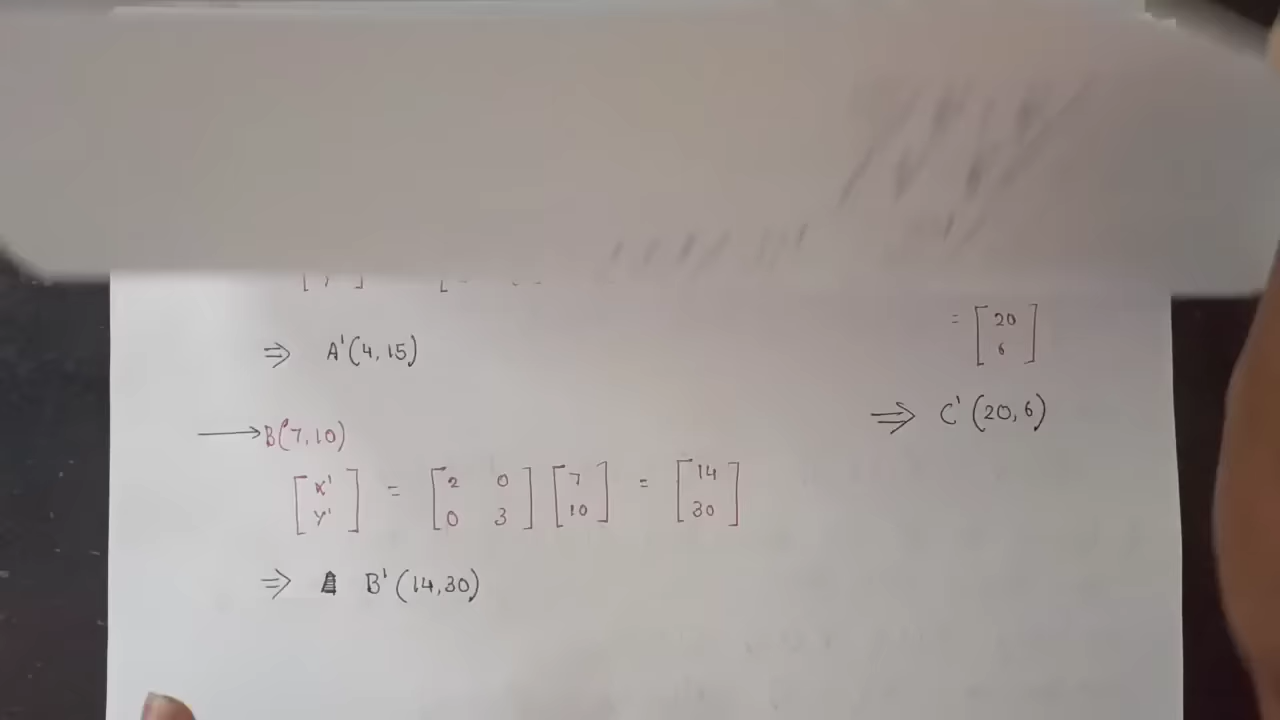 ⇒ A'(4, 15)
→ B(7, 10)
[x' y'] = [2 0 0 3] [7 10] = [14 30]
⇒ B'(14, 30)
= [20 6]
⇒ C'(20, 6)